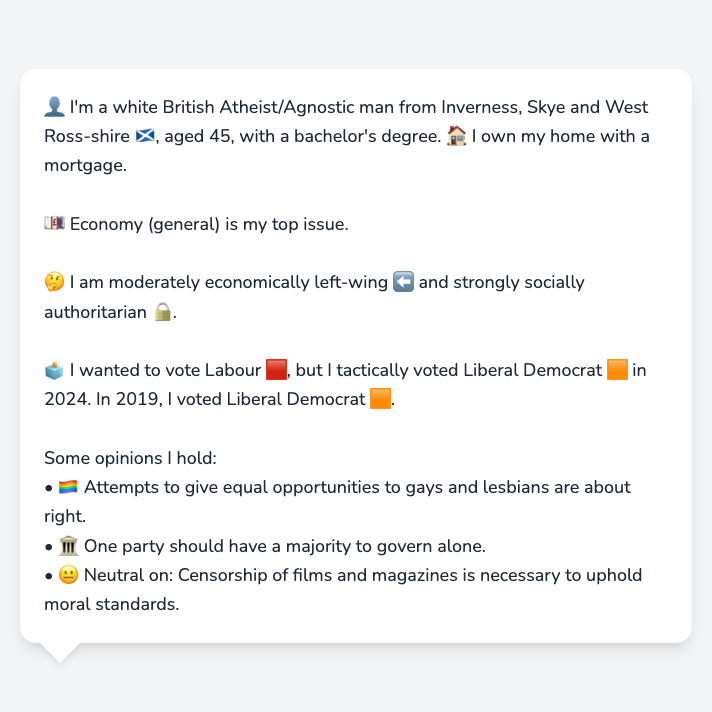 👤 I'm a white British Atheist/Agnostic man from Inverness, Skye and West
Ross-shire 🏴󠁧󠁢󠁳󠁣󠁴󠁿, aged 45, with a bachelor's degree. 🏠 I own my home with a
mortgage.
💷 Economy (general) is my top issue.
🤔 I am moderately economically left-wing ⬅️ and strongly socially
authoritarian 🔒.
🗳️ I wanted to vote Labour 🟥, but I tactically voted Liberal Democrat 🟧 in
2024. In 2019, I voted Liberal Democrat 🟧.
Some opinions I hold:
• 🏳️‍🌈 Attempts to give equal opportunities to gays and lesbians are about
right.
• 🏛️ One party should have a majority to govern alone.
• 😐 Neutral on: Censorship of films and magazines is necessary to uphold
moral standards.